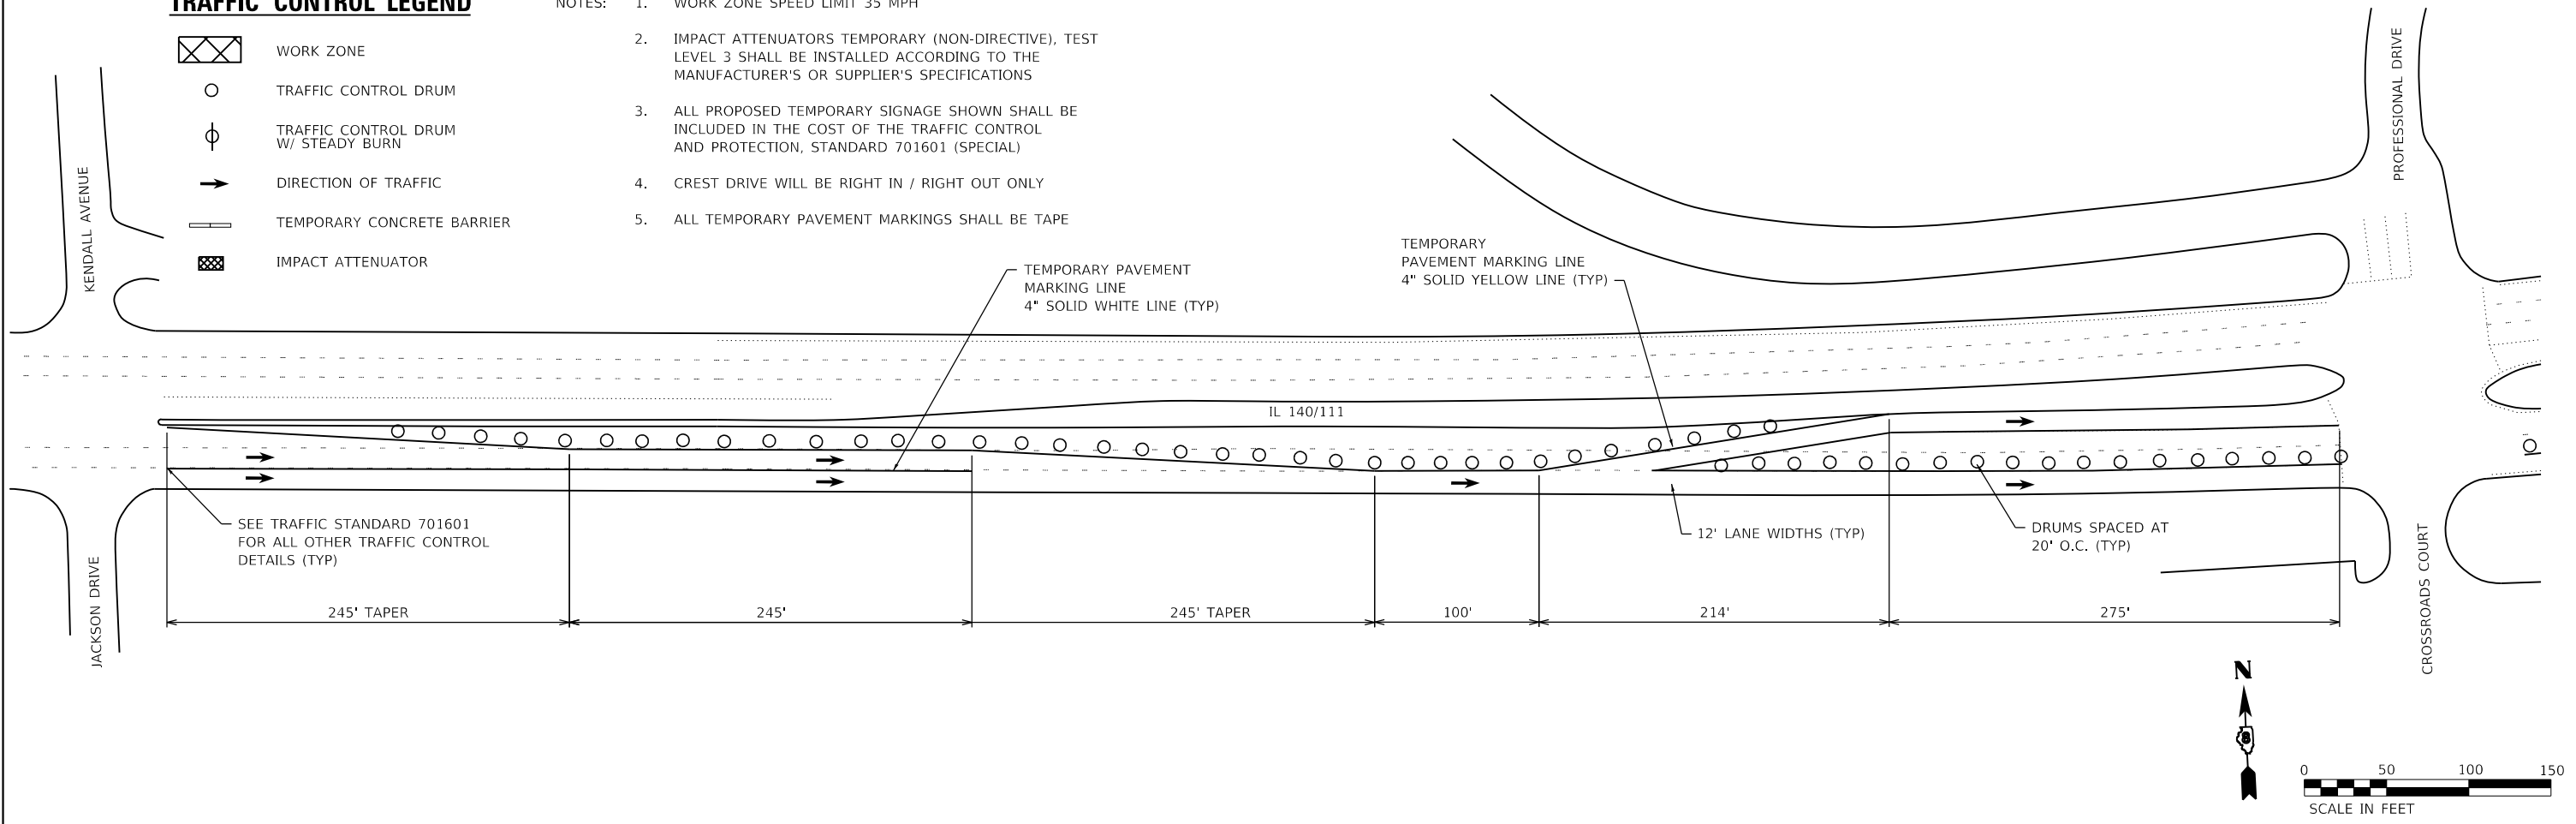 TRAFFIC CONTROL LEGEND
WORK ZONE
TRAFFIC CONTROL DRUM
TRAFFIC CONTROL DRUM
W/ STEADY BURN
DIRECTION OF TRAFFIC
TEMPORARY CONCRETE BARRIER
IMPACT ATTENUATOR
NOTES: 1. WORK ZONE SPEED LIMIT 35 MPH
2. IMPACT ATTENUATORS TEMPORARY (NON-DIRECTIVE), TEST
LEVEL 3 SHALL BE INSTALLED ACCORDING TO THE
MANUFACTURER'S OR SUPPLIER'S SPECIFICATIONS
3. ALL PROPOSED TEMPORARY SIGNAGE SHOWN SHALL BE
INCLUDED IN THE COST OF THE TRAFFIC CONTROL
AND PROTECTION, STANDARD 701601 (SPECIAL)
4. CREST DRIVE WILL BE RIGHT IN / RIGHT OUT ONLY
5. ALL TEMPORARY PAVEMENT MARKINGS SHALL BE TAPE
KENDALL AVENUE
PROFESSIONAL DRIVE
TEMPORARY PAVEMENT
MARKING LINE
4" SOLID WHITE LINE (TYP)
TEMPORARY
PAVEMENT MARKING LINE
4" SOLID YELLOW LINE (TYP)
IL 140/111
SEE TRAFFIC STANDARD 701601
FOR ALL OTHER TRAFFIC CONTROL
DETAILS (TYP)
12' LANE WIDTHS (TYP)
DRUMS SPACED AT
20' O.C. (TYP)
JACKSON DRIVE
CROSSROADS COURT
245' TAPER
245'
245' TAPER
100'
214'
275'
N
8
0 50 100 150
SCALE IN FEET